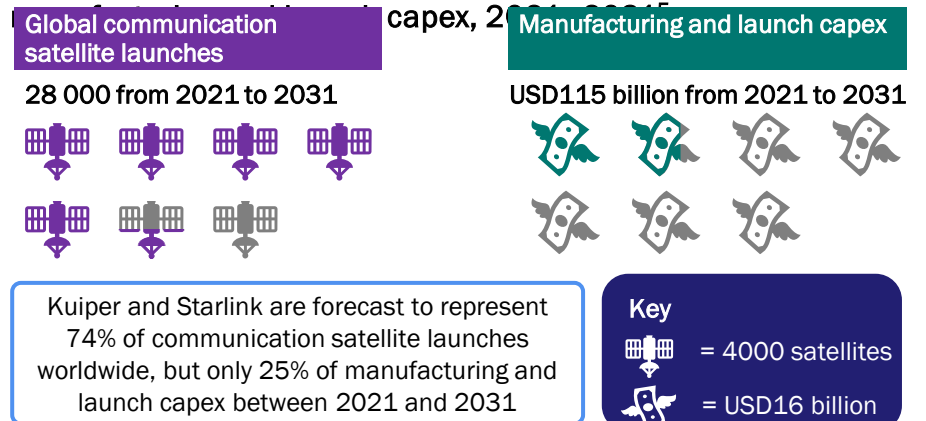 capex, 2
Global communication
satellite launches
Manufacturing and launch capex
28 000 from 2021 to 2031
USD115 billion from 2021 to 2031
Kuiper and Starlink are forecast to represent
74% of communication satellite launches
worldwide, but only 25% of manufacturing and
launch capex between 2021 and 2031
Key
= 4000 satellites
= USD16 billion